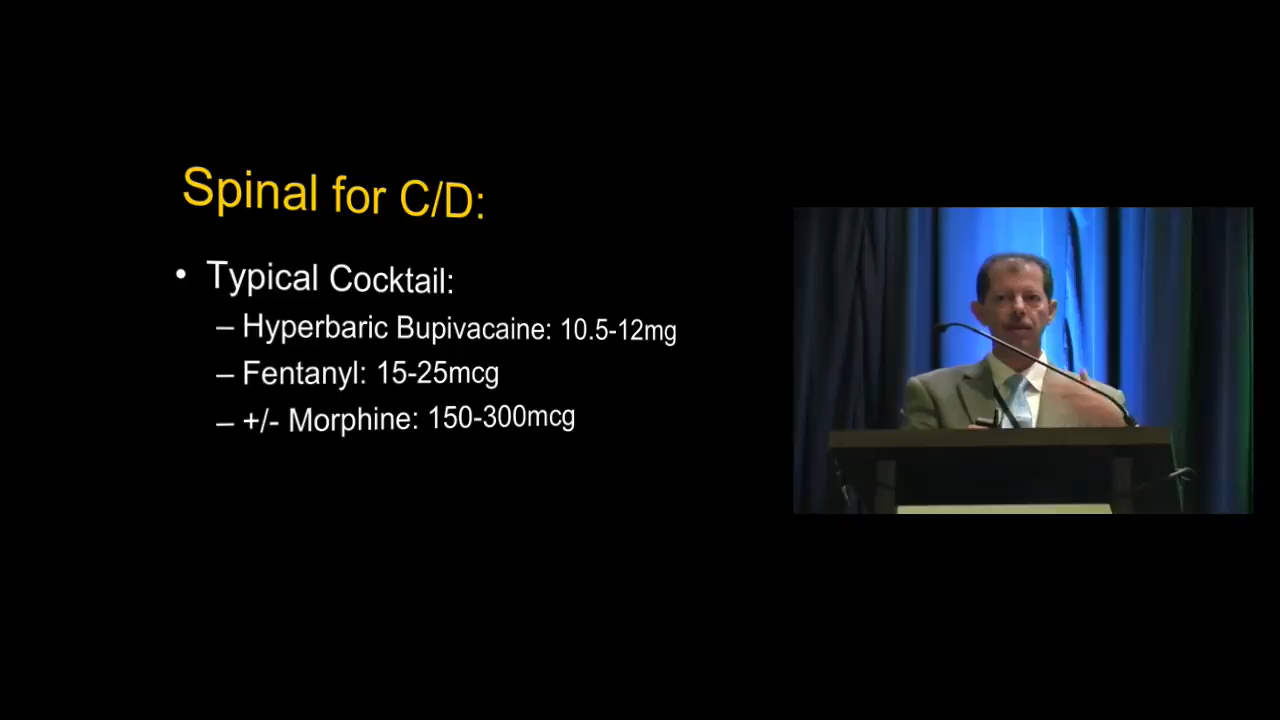 Spinal for C/D:
• Typical Cocktail:
– Hyperbaric Bupivacaine: 10.5-12mg
– Fentanyl: 15-25mcg
– +/- Morphine: 150-300mcg